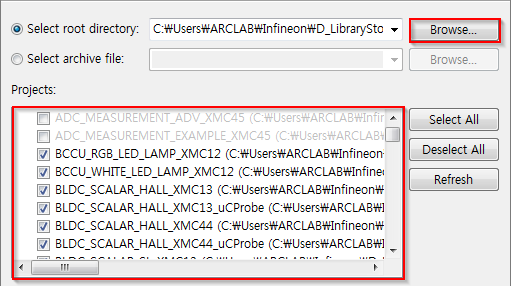 Select root directory: C:₩Users₩ARCLAB₩Infineon₩D_LibrarySto Browse...
Select archive file: Browse...
Projects:
ADC_MEASUREMENT_ADV_XMC45 (C:₩Users₩ARCLAB₩Infin
ADC_MEASUREMENT_EXAMPLE_XMC45 (C:₩Users₩ARCLAB₩
BCCU_RGB_LED_LAMP_XMC12 (C:₩Users₩ARCLAB₩Infineon
BCCU_WHITE_LED_LAMP_XMC12 (C:₩Users₩ARCLAB₩Infine
BLDC_SCALAR_HALL_XMC13 (C:₩Users₩ARCLAB₩Infineon₩
BLDC_SCALAR_HALL_XMC13_uCProbe (C:₩Users₩ARCLAB₩I
BLDC_SCALAR_HALL_XMC44 (C:₩Users₩ARCLAB₩Infineon₩
BLDC_SCALAR_HALL_XMC44_uCProbe (C:₩Users₩ARCLAB₩I
Select All
Deselect All
Refresh